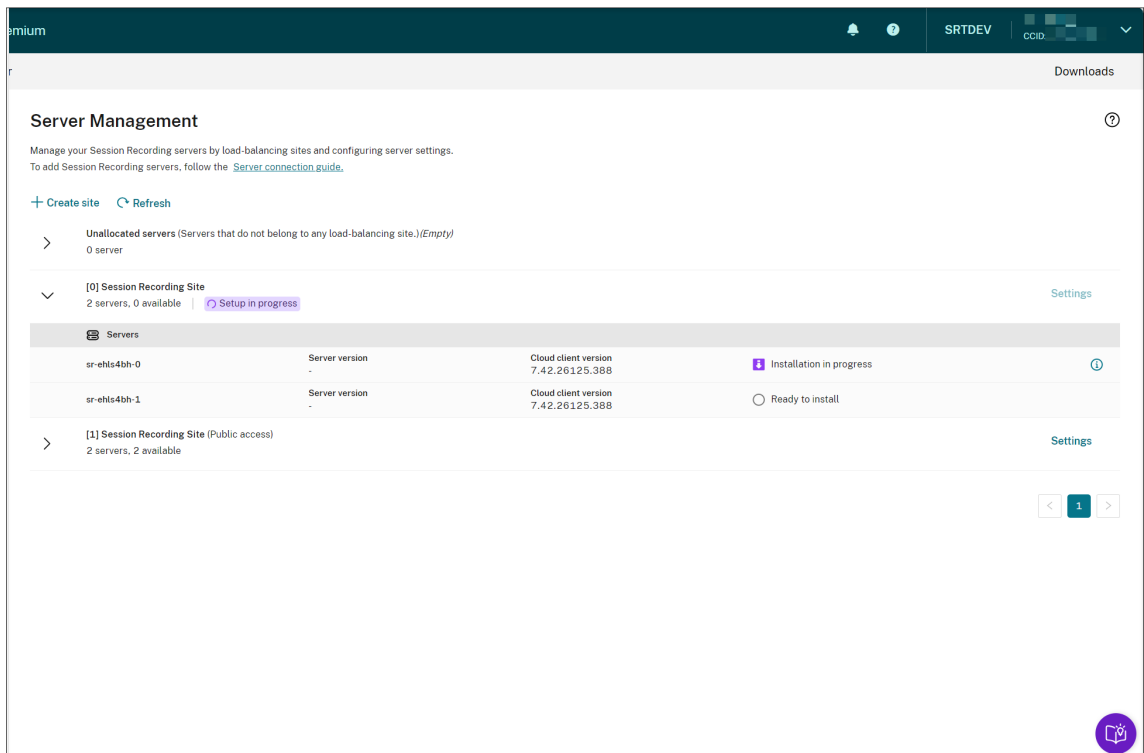 emium
SRTDEV
CCID:
r
Downloads
Server Management
Manage your Session Recording servers by load-balancing sites and configuring server settings.
To add Session Recording servers, follow the Server connection guide.
+ Create site Refresh
Unallocated servers (Servers that do not belong to any load-balancing site.)(Empty)
0 server
[0] Session Recording Site
2 servers, 0 available | Setup in progress
Settings
Servers
sr-ehls4bh-0
Server version
-
Cloud client version
7.42.26125.388
Installation in progress
sr-ehls4bh-1
Server version
-
Cloud client version
7.42.26125.388
Ready to install
[1] Session Recording Site (Public access)
2 servers, 2 available
Settings
< 1 >